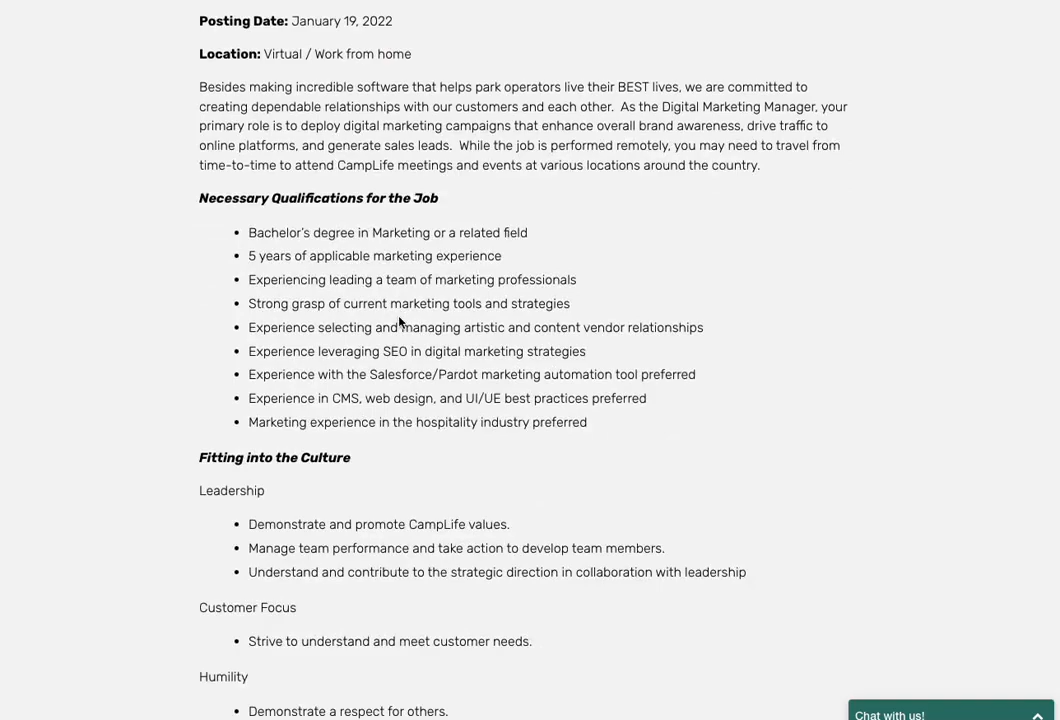 Posting Date: January 19, 2022
Location: Virtual / Work from home
Besides making incredible software that helps park operators live their BEST lives, we are committed to
creating dependable relationships with our customers and each other.  As the Digital Marketing Manager, your
primary role is to deploy digital marketing campaigns that enhance overall brand awareness, drive traffic to
online platforms, and generate sales leads.  While the job is performed remotely, you may need to travel from
time-to-time to attend CampLife meetings and events at various locations around the country.
Necessary Qualifications for the Job
• Bachelor's degree in Marketing or a related field
• 5 years of applicable marketing experience
• Experiencing leading a team of marketing professionals
• Strong grasp of current marketing tools and strategies
• Experience selecting and managing artistic and content vendor relationships
• Experience leveraging SEO in digital marketing strategies
• Experience with the Salesforce/Pardot marketing automation tool preferred
• Experience in CMS, web design, and UI/UE best practices preferred
• Marketing experience in the hospitality industry preferred
Fitting into the Culture
Leadership
• Demonstrate and promote CampLife values.
• Manage team performance and take action to develop team members.
• Understand and contribute to the strategic direction in collaboration with leadership
Customer Focus
• Strive to understand and meet customer needs.
Humility
• Demonstrate a respect for others.
Chat with us!